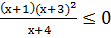 (x+1)(x+3)² / x+4 ≤ 0